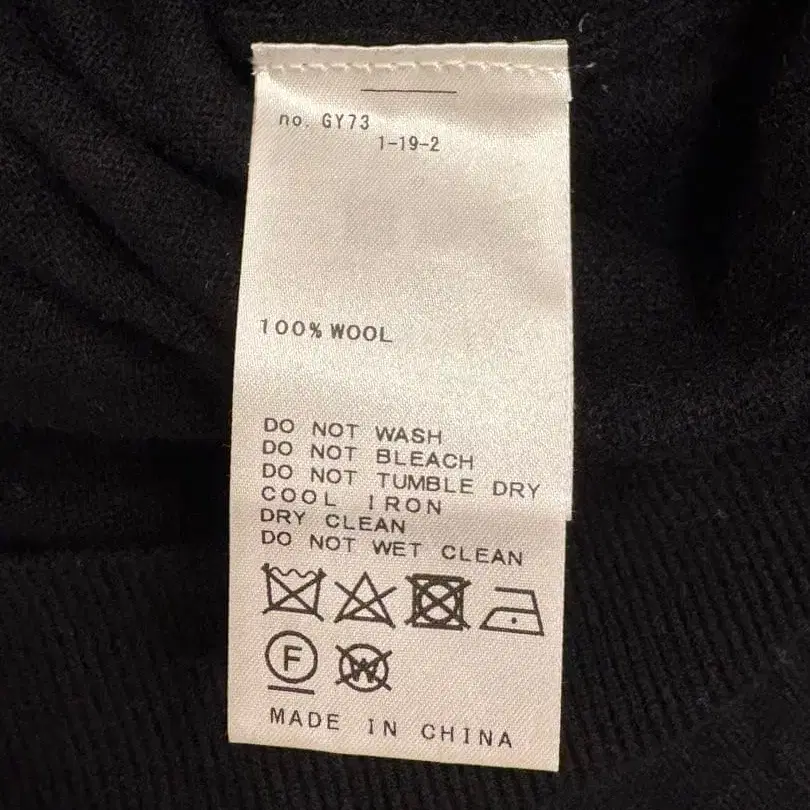 no. GY73
1-19-2
100% WOOL
DO NOT WASH
DO NOT BLEACH
DO NOT TUMBLE DRY
COOL IRON
DRY CLEAN
DO NOT WET CLEAN
F W
MADE IN CHINA